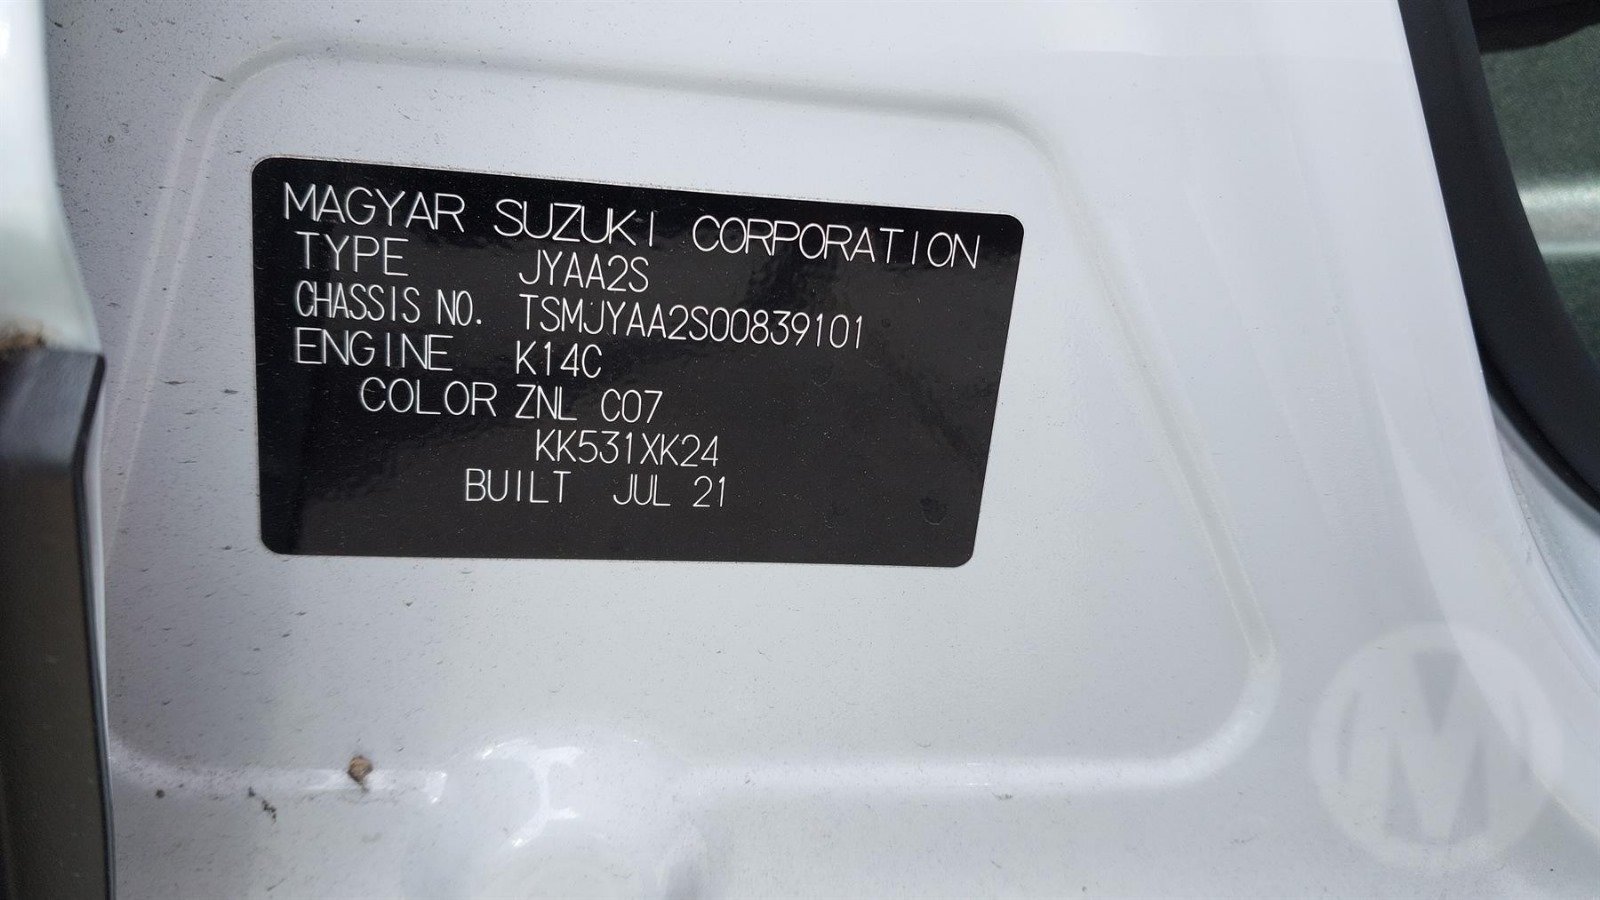 MAGYAR SUZUKI CORPORATION
TYPE JYAA2S
CHASSIS NO. TSMJYAA2S00839101
ENGINE K14C
COLOR ZNL C07
KK531XK24
BUILT JUL 21
M